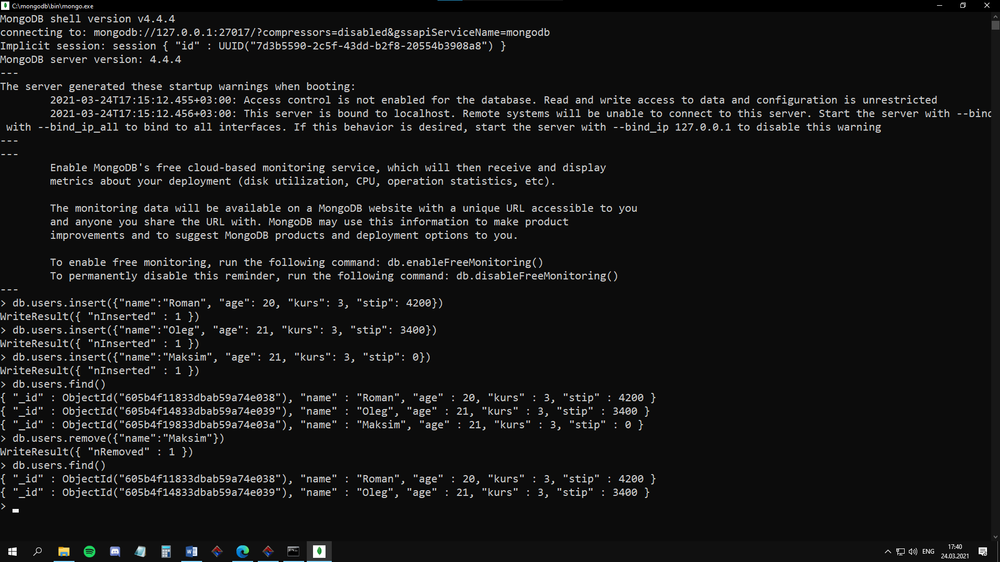 C:\mongodb\bin\mongo.exe
MongoDB shell version v4.4.4
connecting to: mongodb://127.0.0.1:27017/?compressors=disabled&gssapiServiceName=mongodb
Implicit session: session { "id" : UUID("7d3b5590-2c5f-43dd-b2f8-20554b3908a8") }
MongoDB server version: 4.4.4
---
The server generated these startup warnings when booting:
        2021-03-24T17:15:12.455+03:00: Access control is not enabled for the database. Read and write access to data and configuration is unrestricted
        2021-03-24T17:15:12.456+03:00: This server is bound to localhost. Remote systems will be unable to connect to this server. Start the server with --bind
 with --bind_ip_all to bind to all interfaces. If this behavior is desired, start the server with --bind_ip 127.0.0.1 to disable this warning
---
---
        Enable MongoDB's free cloud-based monitoring service, which will then receive and display
        metrics about your deployment (disk utilization, CPU, operation statistics, etc).

        The monitoring data will be available on a MongoDB website with a unique URL accessible to you
        and anyone you share the URL with. MongoDB may use this information to make product
        improvements and to suggest MongoDB products and deployment options to you.

        To enable free monitoring, run the following command: db.enableFreeMonitoring()
        To permanently disable this reminder, run the following command: db.disableFreeMonitoring()
---
> db.users.insert({"name":"Roman", "age": 20, "kurs": 3, "stip": 4200})
WriteResult({ "nInserted" : 1 })
> db.users.insert({"name":"Oleg", "age": 21, "kurs": 3, "stip": 3400})
WriteResult({ "nInserted" : 1 })
> db.users.insert({"name":"Maksim", "age": 21, "kurs": 3, "stip": 0})
WriteResult({ "nInserted" : 1 })
> db.users.find()
{ "_id" : ObjectId("605b4f11833dbab59a74e038"), "name" : "Roman", "age" : 20, "kurs" : 3, "stip" : 4200 }
{ "_id" : ObjectId("605b4f14833dbab59a74e039"), "name" : "Oleg", "age" : 21, "kurs" : 3, "stip" : 3400 }
{ "_id" : ObjectId("605b4f19833dbab59a74e03a"), "name" : "Maksim", "age" : 21, "kurs" : 3, "stip" : 0 }
> db.users.remove({"name":"Maksim"})
WriteResult({ "nRemoved" : 1 })
> db.users.find()
{ "_id" : ObjectId("605b4f11833dbab59a74e038"), "name" : "Roman", "age" : 20, "kurs" : 3, "stip" : 4200 }
{ "_id" : ObjectId("605b4f14833dbab59a74e039"), "name" : "Oleg", "age" : 21, "kurs" : 3, "stip" : 3400 }
>
ENG
17:40
24.03.2021